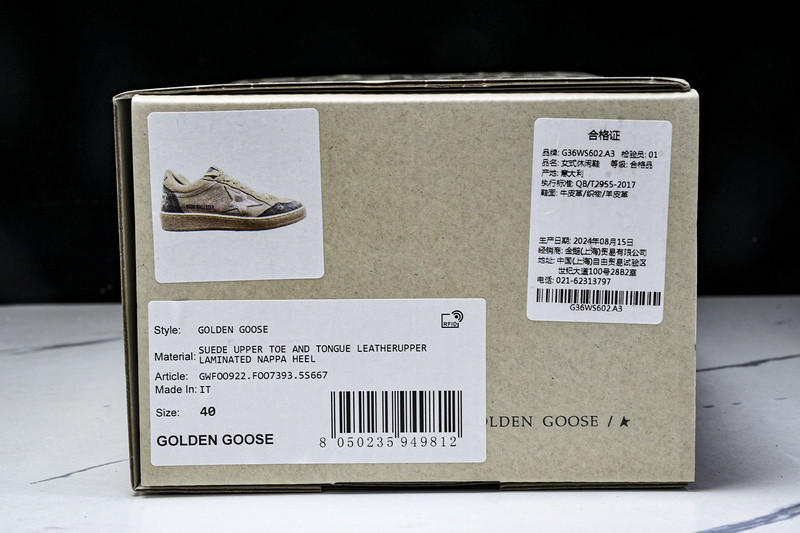 合格证
品牌: G36WS602.A3 检验员: 01
品名: 女式休闲鞋 等级: 合格品
产地: 意大利
执行标准: QB/T2955-2017
鞋面: 牛皮革/织物/羊皮革
生产日期: 2024年08月15日
经销商: 金鹅(上海)贸易有限公司
地址: 中国(上海)自由贸易试验区
世纪大道100号28B2室
电话: 021-62313797
G36WS602.A3
RFID
Style: GOLDEN GOOSE
Material: SUEDE UPPER TOE AND TONGUE LEATHERUPPER
LAMINATED NAPPA HEEL
Article: GWF00922.F007393.5S667
Made In: IT
Size: 40
GOLDEN GOOSE
8 050235 949812
OLDEN GOOSE /